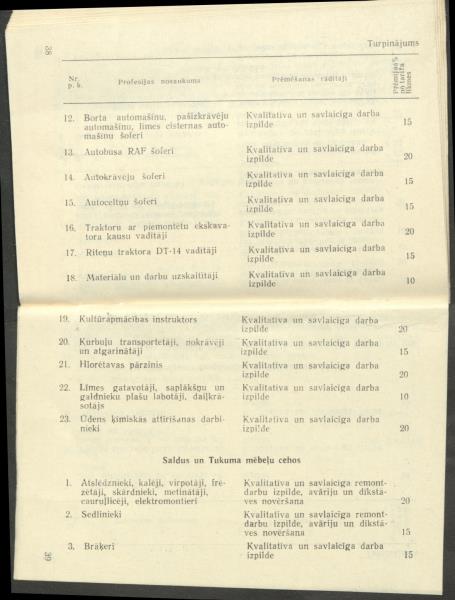 38
Turpinājums
Nr. p. k.
Profesijas nosaukums
Prēmēšanas rādītāji
Prēmijas % no tarifa likmes
12. Borta automašīnu, pašizkrāvēju automašīnu, līmes cisternas automašīnu šoferi
Kvalitatīva un savlaicīga darba izpilde
15
13. Autobusa RAF šoferi
Kvalitatīva un savlaicīga darba izpilde
20
14. Autokrāvēju šoferi
Kvalitatīva un savlaicīga darba izpilde
15
15. Autoceltņu šoferi
Kvalitatīva un savlaicīga darba izpilde
15
16. Traktoru ar piemontētu ekskavatora kausu vadītāji
Kvalitatīva un savlaicīga darba izpilde
20
17. Riteņu traktora DT-14 vadītāji
Kvalitatīva un savlaicīga darba izpilde
15
18. Materiālu un darbu uzskaitītāji
Kvalitatīva un savlaicīga darba izpilde
10
19. Kultūrapmācības instruktors
Kvalitatīva un savlaicīga darba izpilde
20
20. Kurbuļu transportētāji, nokrāvēji un atgarinātāji
Kvalitatīva un savlaicīga darba izpilde
15
21. Hlorētavas pārzinis
Kvalitatīva un savlaicīga darba izpilde
20
22. Līmes gatavotāji, saplākšņu un galdnieku plašu labotāji, daiļkrāsotājs
Kvalitatīva un savlaicīga darba izpilde
10
23. Ūdens ķīmiskās attīrīšanas darbinieki
Kvalitatīva un savlaicīga darba izpilde
20
Saldus un Tukuma mēbeļu cehos
1. Atslēdznieki, kalēji, virpotāji, frēzētāji, skārdnieki, metinātāji, cauruļlicēji, elektromontieri
Kvalitatīva un savlaicīga remontdarbu izpilde, avāriju un dīkstāves novēršana
20
2. Sedlinieki
Kvalitatīva un savlaicīga remontdarbu izpilde, avāriju un dīkstāves novēršana
15
3. Brāķeri
Kvalitatīva un savlaicīga darba izpilde
15
39